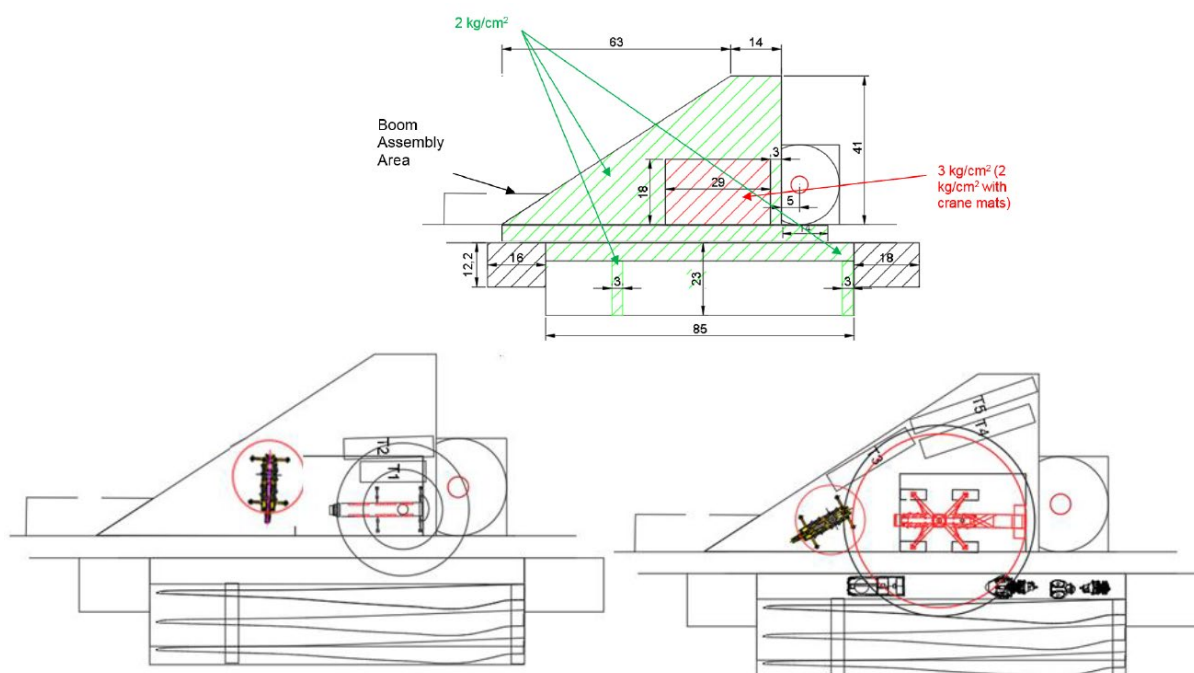 2 kg/cm²
63
14
Boom
Assembly
Area
41
3
29
18
5
3 kg/cm² (2
kg/cm² with
crane mats)
14
12,2
16
18
3
23
3
85
T2
T1
T5
T4
T3